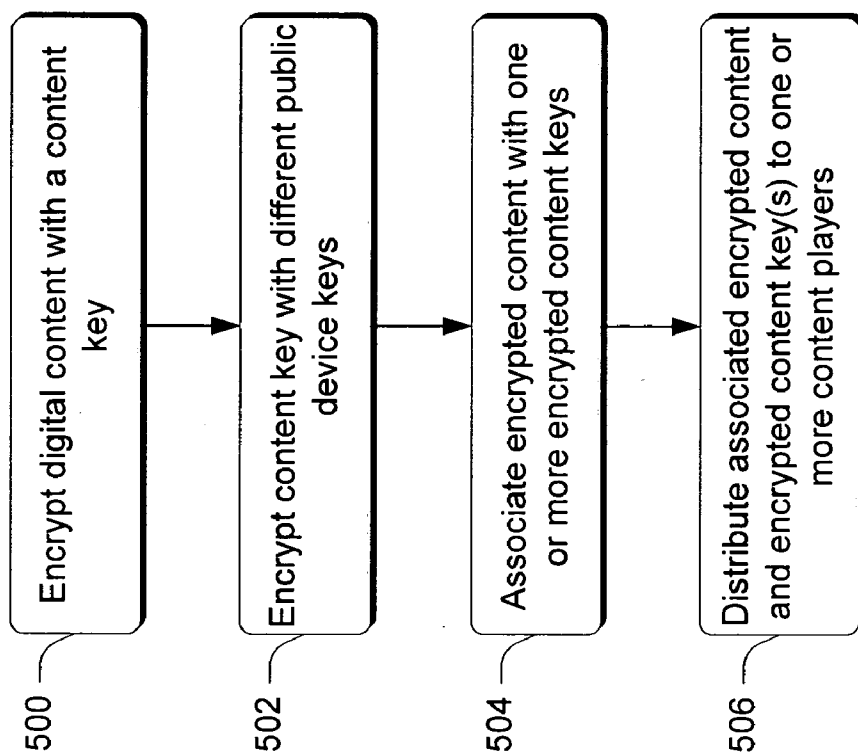 500
Encrypt digital content with a content
key
502
Encrypt content key with different public
device keys
504
Associate encrypted content with one
or more encrypted content keys
506
Distribute associated encrypted content
and encrypted content key(s) to one or
more content players